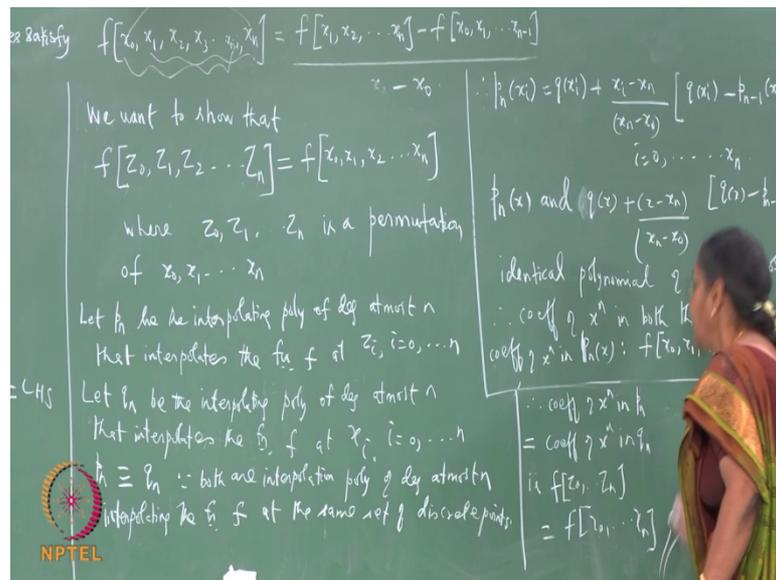 satisfy f[x₀, x₁, x₂, x₃ ... xₙ₋₁, xₙ] = f[x₁, x₂, ... xₙ] - f[x₀, x₁, ... xₙ₋₁]
- x₀
We want to show that
f[z₀, z₁, z₂ ... zₙ] = f[x₀, x₁, x₂ ... xₙ]
where z₀, z₁ .. zₙ is a permutation
of x₀, x₁ ... xₙ
Let pₙ be the interpolating poly of deg atmost n
that interpolates the fn. f at zᵢ, i=0, ... n
= LHS
Let qₙ be the interpolating poly of deg atmost n
that interpolates the fn. f at xᵢ, i=0, ... n
pₙ ≡ qₙ ∵ both are interpolation poly of deg atmost n
interpolating the fn f at the same set of discrete points.
∴ pₙ(xᵢ) = q(xᵢ) + xᵢ - xₙ [q(xᵢ) - pₙ₋₁(x
(xₙ - x₀)
i=0, ..... xₙ
pₙ(x) and q(x) + (x - xₙ) [q(x) - pₙ-
(xₙ - x₀)
identical polynomial of
∴ coeff of xⁿ in both th
coeff of xⁿ in pₙ(x) : f[x₀, x₁,
∴ coeff of xⁿ in pₙ
= coeff of xⁿ in qₙ
is f[z₀, .. zₙ]
= f[x₀, ... xₙ]
NPTEL